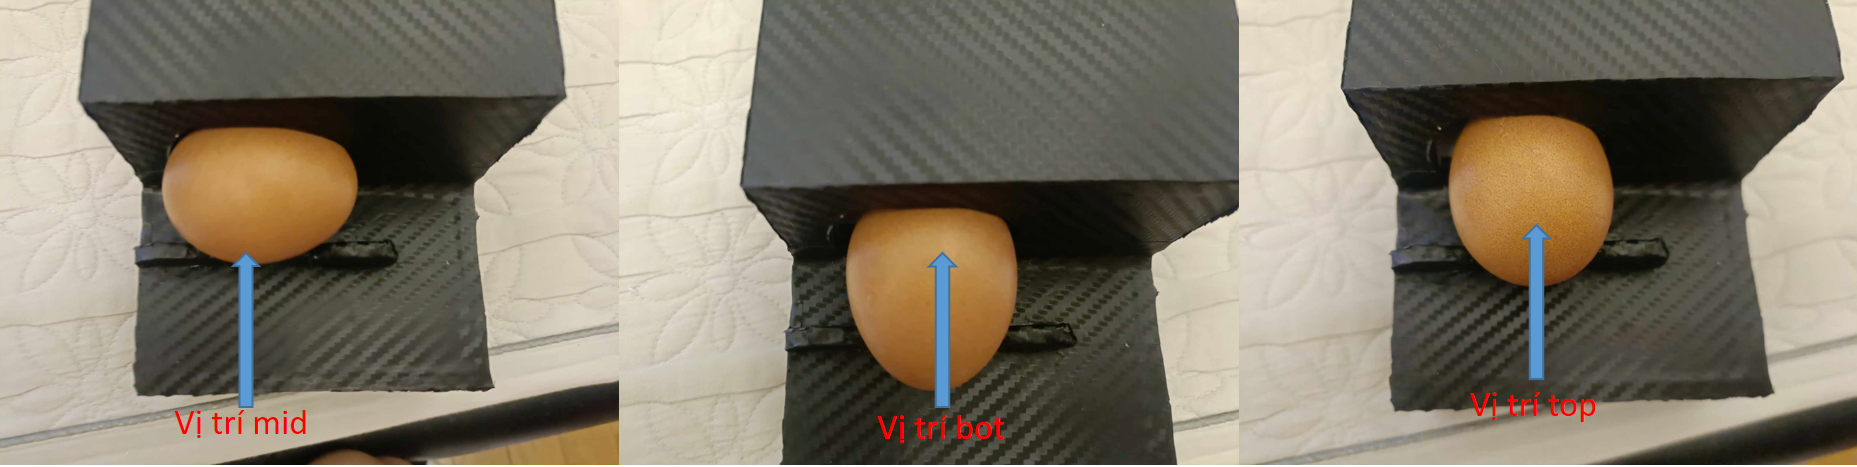 Vị trí mid
Vị trí bot
Vị trí top